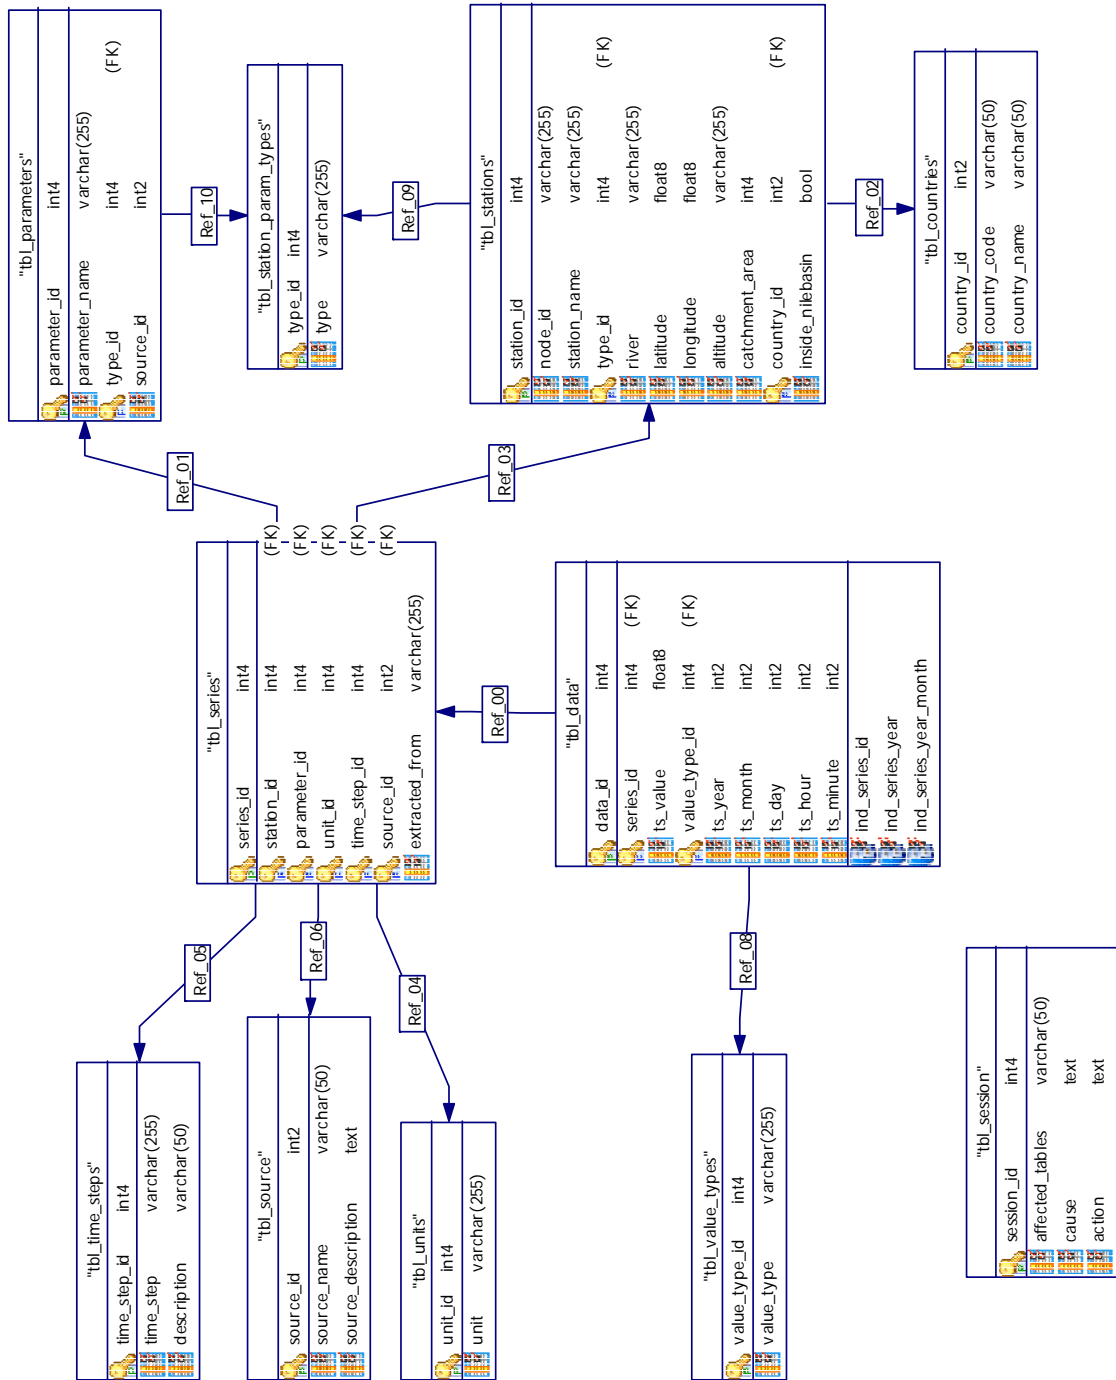 "tbl_parameters"
parameter_id int4
parameter_name varchar(255)
type_id int4 (FK)
source_id int2
Ref_10
"tbl_station_param_types"
type_id int4
type varchar(255)
Ref_09
"tbl_stations"
station_id int4
node_id varchar(255)
station_name varchar(255)
type_id int4 (FK)
river varchar(255)
latitude float8
longitude float8
altitude varchar(255)
catchment_area int4
country_id int2 (FK)
inside_nilebasin bool
Ref_02
"tbl_countries"
country_id int2
country_code varchar(50)
country_name varchar(50)
Ref_01
Ref_03
"tbl_series"
series_id int4
station_id int4 (FK)
parameter_id int4 (FK)
unit_id int4 (FK)
time_step_id int4 (FK)
source_id int2 (FK)
extracted_from varchar(255)
Ref_00
"tbl_data"
data_id int4
series_id int4 (FK)
ts_value float8
value_type_id int4 (FK)
ts_year int2
ts_month int2
ts_day int2
ts_hour int2
ts_minute int2
ind_series_id
ind_series_year
ind_series_year_month
Ref_05
Ref_06
Ref_04
Ref_08
"tbl_time_steps"
time_step_id int4
time_step varchar(255)
description varchar(50)
"tbl_source"
source_id int2
source_name varchar(50)
source_description text
"tbl_units"
unit_id int4
unit varchar(255)
"tbl_value_types"
value_type_id int4
value_type varchar(255)
"tbl_session"
session_id int4
affected_tables varchar(50)
cause text
action text